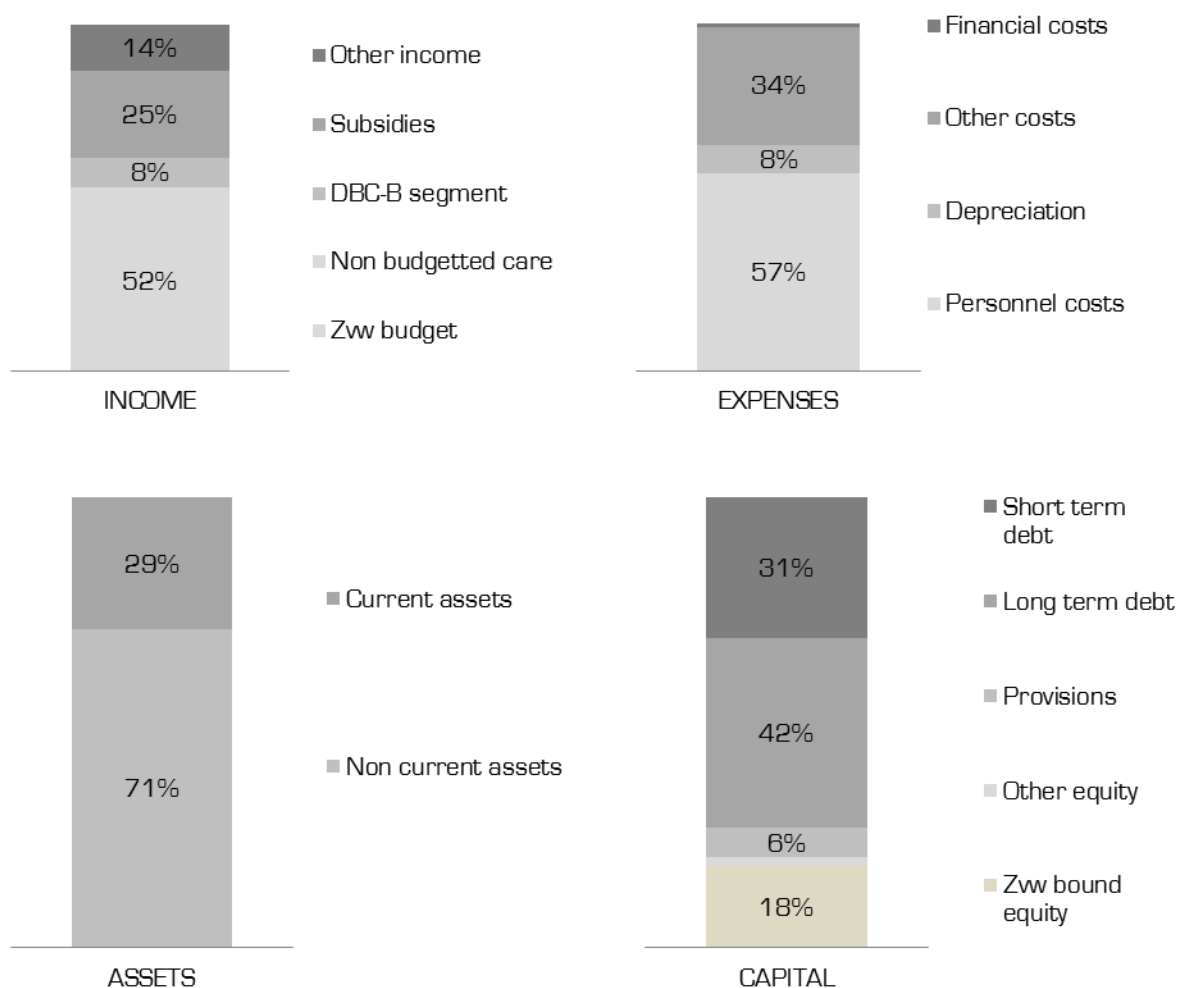 14%
25%
8%
52%
Other income
Subsidies
DBC-B segment
Non budgetted care
Zvw budget
INCOME
34%
8%
57%
Financial costs
Other costs
Depreciation
Personnel costs
EXPENSES
29%
71%
Current assets
Non current assets
ASSETS
31%
42%
6%
18%
Short term
debt
Long term debt
Provisions
Other equity
Zvw bound
equity
CAPITAL